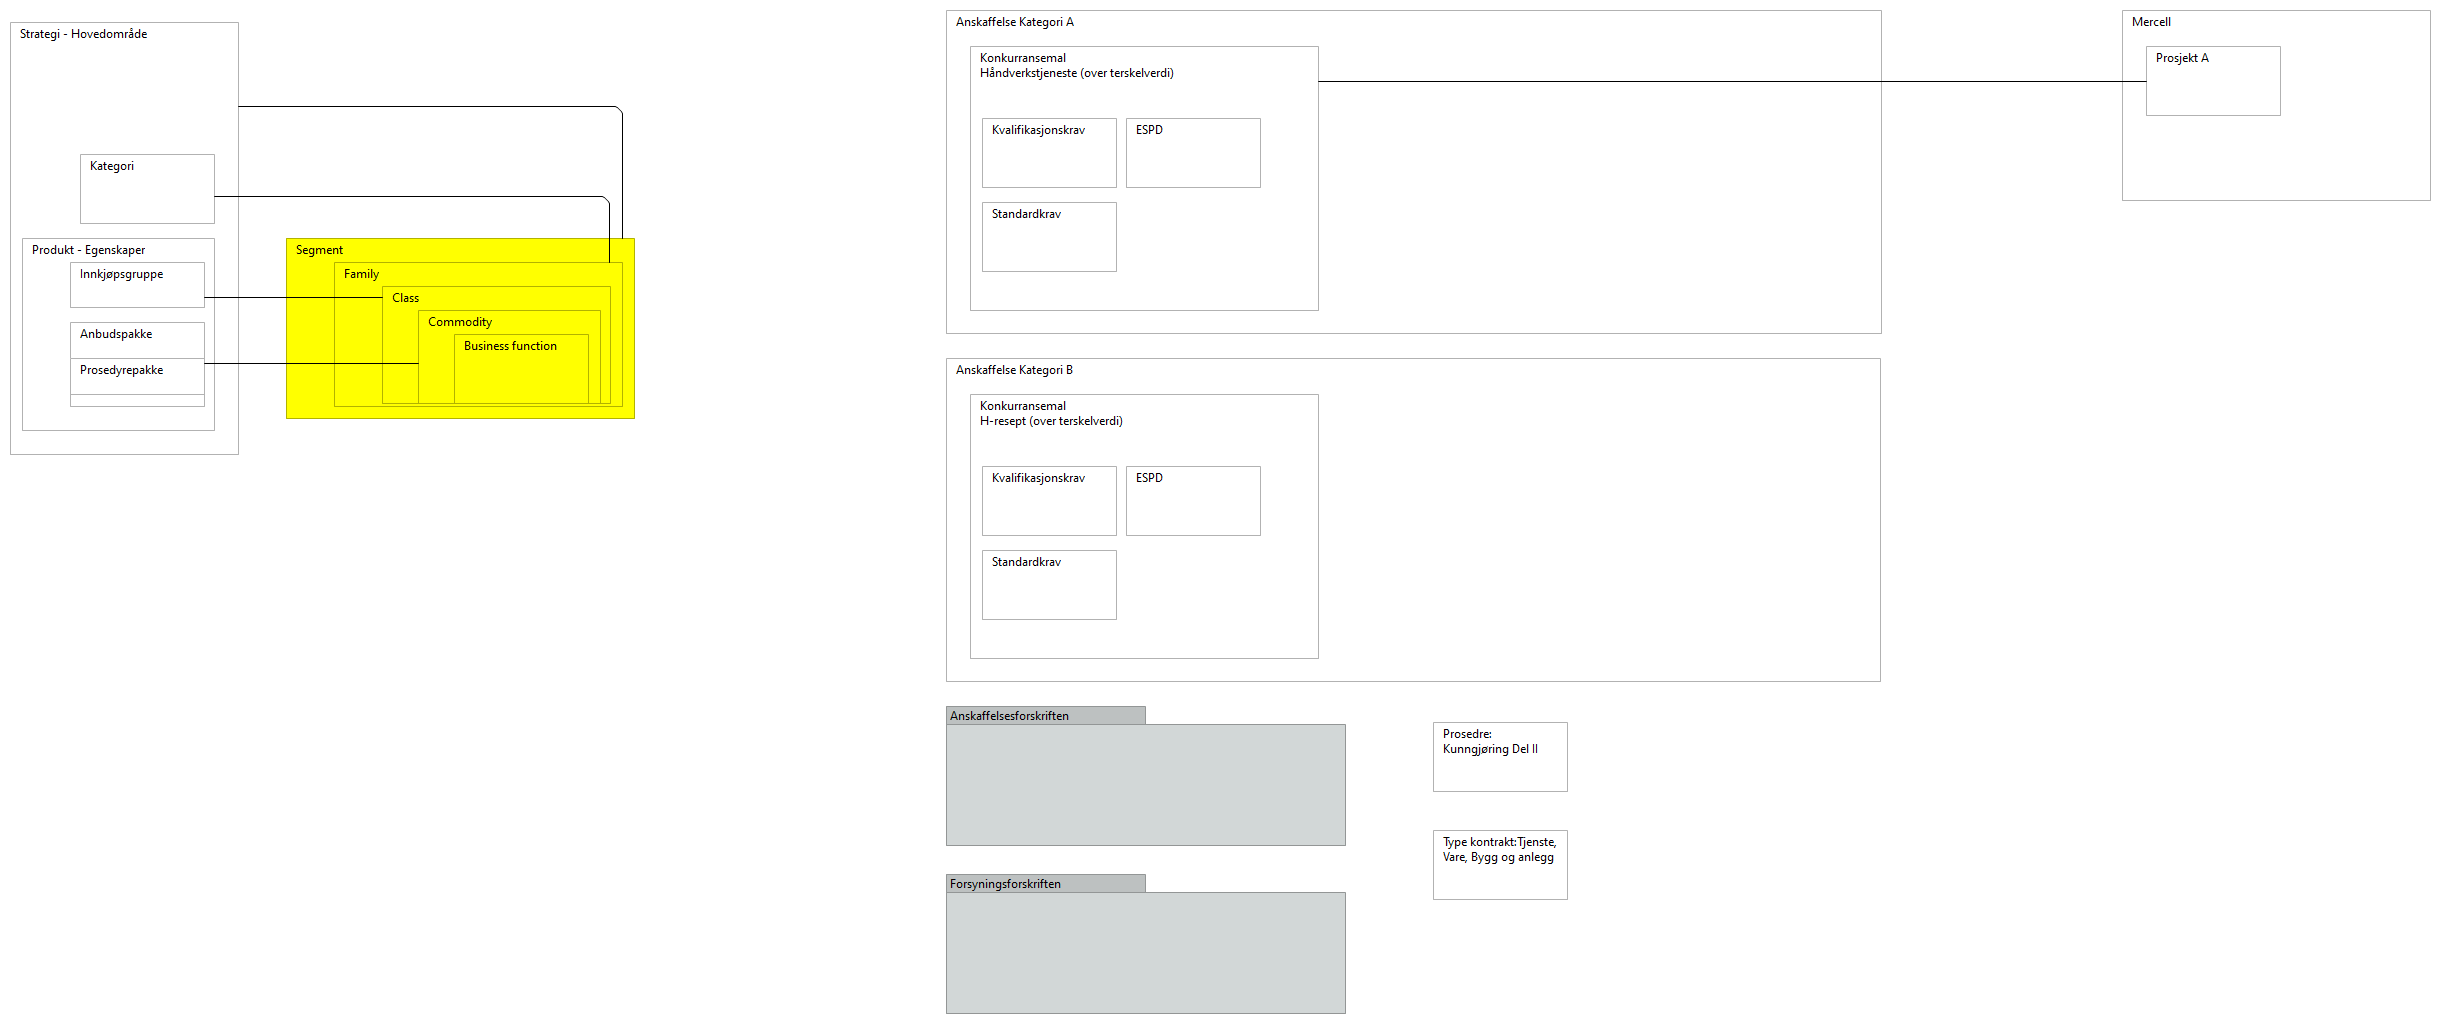 Strategi - Hovedområde
Kategori
Produkt - Egenskaper
Innkjøpsgruppe
Anbudspakke
Prosedyrepakke
Segment
Family
Class
Commodity
Business function
Anskaffelse Kategori A
Konkurransemal
Håndverkstjeneste (over terskelverdi)
Kvalifikasjonskrav
ESPD
Standardkrav
Mercell
Prosjekt A
Anskaffelse Kategori B
Konkurransemal
H-resept (over terskelverdi)
Kvalifikasjonskrav
ESPD
Standardkrav
Anskaffelsesforskriften
Prosedre:
Kunngjøring Del II
Type kontrakt:Tjenste,
Vare, Bygg og anlegg
Forsyningsforskriften